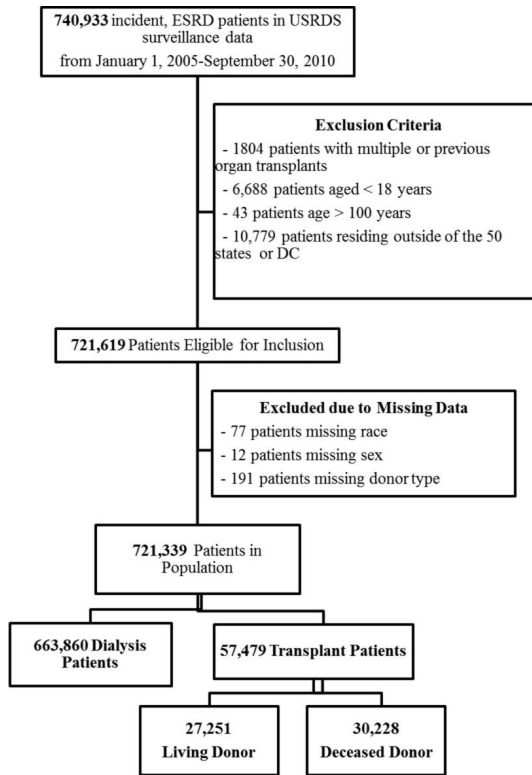 740,933 incident, ESRD patients in USRDS
surveillance data
from January 1, 2005-September 30, 2010
Exclusion Criteria
- 1804 patients with multiple or previous
organ transplants
- 6,688 patients aged < 18 years
- 43 patients age > 100 years
- 10,779 patients residing outside of the 50
states or DC
721,619 Patients Eligible for Inclusion
Excluded due to Missing Data
- 77 patients missing race
- 12 patients missing sex
- 191 patients missing donor type
721,339 Patients in
Population
663,860 Dialysis
Patients
57,479 Transplant Patients
27,251
Living Donor
30,228
Deceased Donor